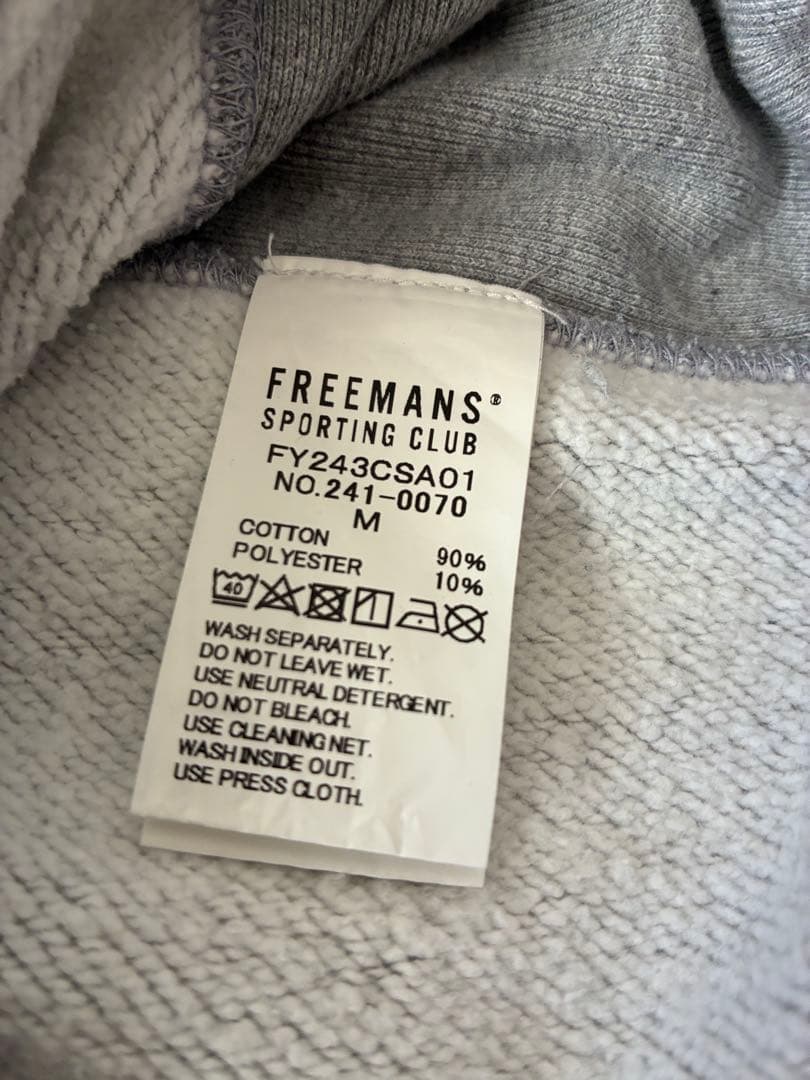 FREEMANS®
SPORTING CLUB
FY243CSA01
NO.241-0070
M
COTTON 90%
POLYESTER 10%
40
WASH SEPARATELY.
DO NOT LEAVE WET.
USE NEUTRAL DETERGENT.
DO NOT BLEACH.
USE CLEANING NET.
WASH INSIDE OUT.
USE PRESS CLOTH.